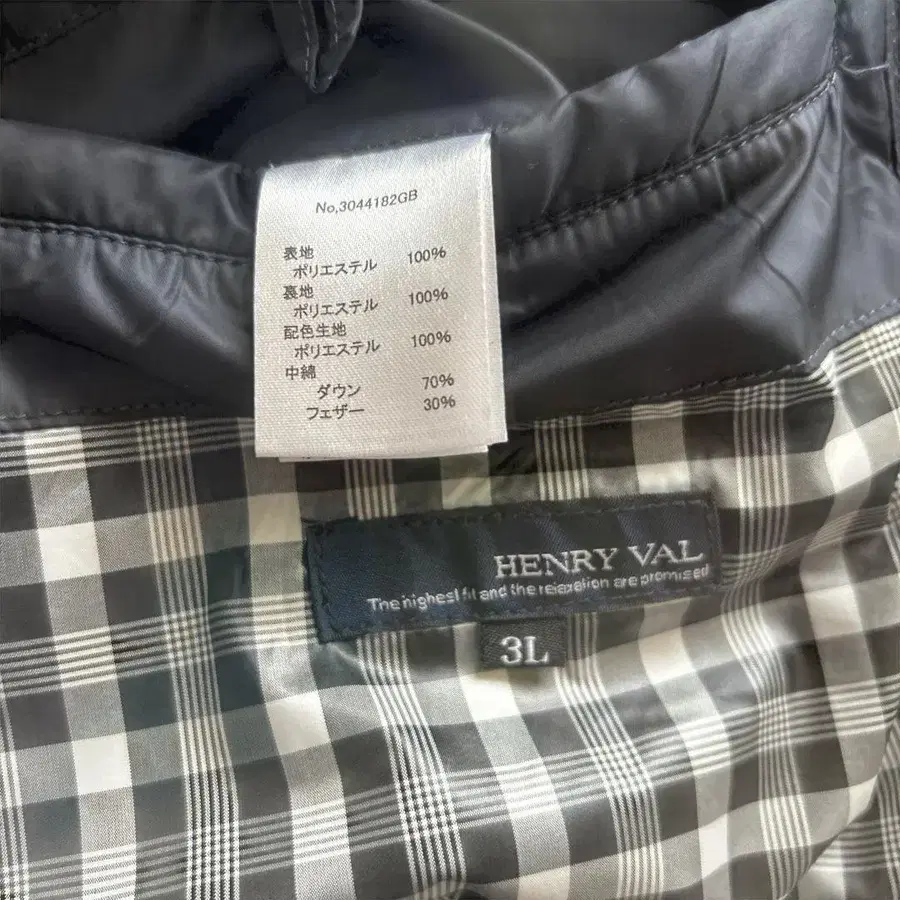 No,3044182GB
表地
ポリエステル 100%
裏地
ポリエステル 100%
配色生地
ポリエステル 100%
中綿
ダウン 70%
フェザー 30%
HENRY VAL
The highest fit and the relaxation are promised
3L